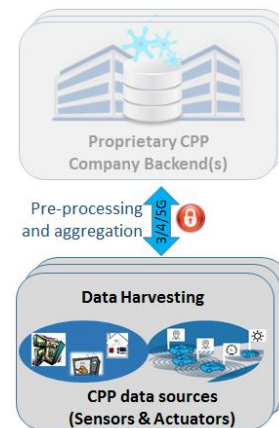 Proprietary CPP
Company Backend(s)
Pre-processing
and aggregation
3/4/5G
Data Harvesting
CPP data sources
(Sensors & Actuators)